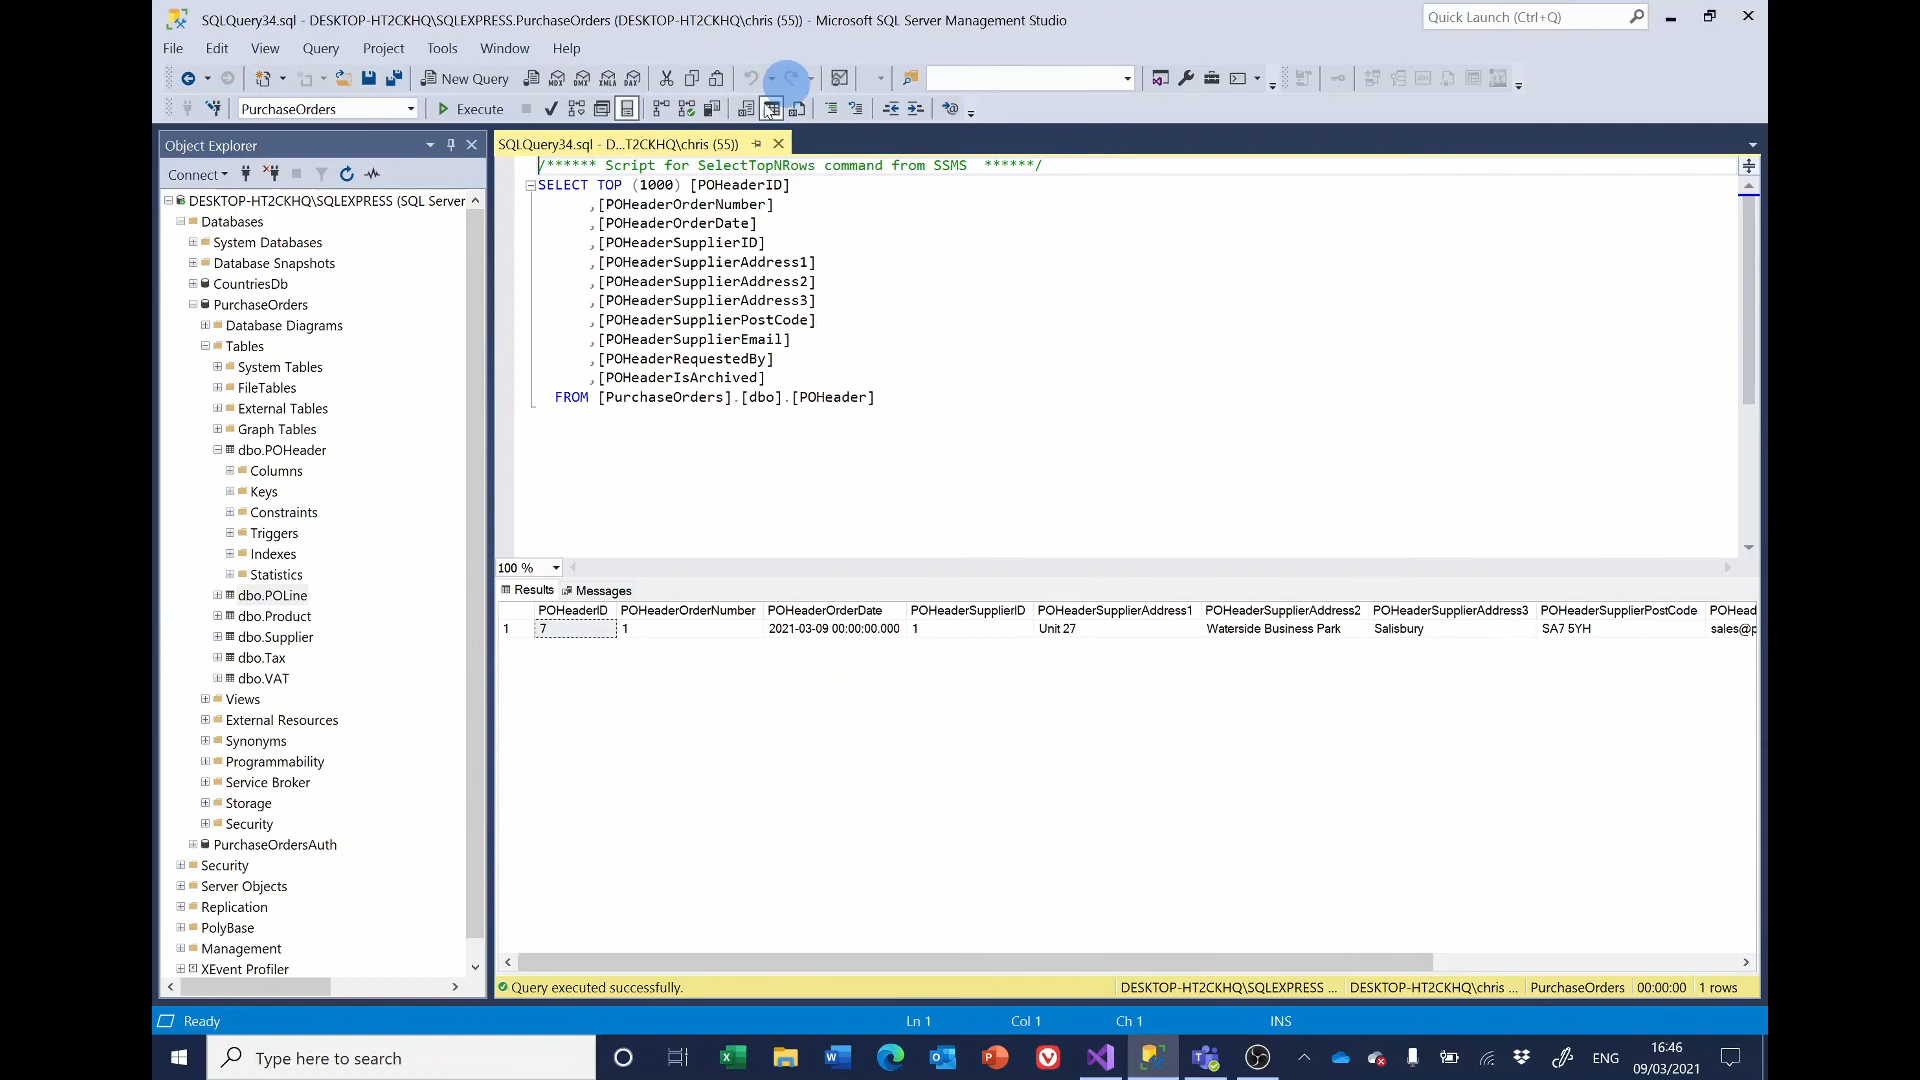 SQLQuery34.sql - DESKTOP-HT2CKHQ\SQLEXPRESS.PurchaseOrders (DESKTOP-HT2CKHQ\chris (55)) - Microsoft SQL Server Management Studio
Quick Launch (Ctrl+Q)
File Edit View Query Project Tools Window Help
New Query
MDX DMX XMLA DAX
PurchaseOrders
Execute
Object Explorer
Connect
DESKTOP-HT2CKHQ\SQLEXPRESS (SQL Server
Databases
System Databases
Database Snapshots
CountriesDb
PurchaseOrders
Database Diagrams
Tables
System Tables
FileTables
External Tables
Graph Tables
dbo.POHeader
Columns
Keys
Constraints
Triggers
Indexes
Statistics
dbo.POLine
dbo.Product
dbo.Supplier
dbo.Tax
dbo.VAT
Views
External Resources
Synonyms
Programmability
Service Broker
Storage
Security
PurchaseOrdersAuth
Security
Server Objects
Replication
PolyBase
Management
XEvent Profiler
SQLQuery34.sql - D...T2CKHQ\chris (55))
/****** Script for SelectTopNRows command from SSMS  ******/
SELECT TOP (1000) [POHeaderID]
,[POHeaderOrderNumber]
,[POHeaderOrderDate]
,[POHeaderSupplierID]
,[POHeaderSupplierAddress1]
,[POHeaderSupplierAddress2]
,[POHeaderSupplierAddress3]
,[POHeaderSupplierPostCode]
,[POHeaderSupplierEmail]
,[POHeaderRequestedBy]
,[POHeaderIsArchived]
FROM [PurchaseOrders].[dbo].[POHeader]
100 %
Results Messages
POHeaderID POHeaderOrderNumber POHeaderOrderDate POHeaderSupplierID POHeaderSupplierAddress1 POHeaderSupplierAddress2 POHeaderSupplierAddress3 POHeaderSupplierPostCode POHead
1 7 1 2021-03-09 00:00:00.000 1 Unit 27 Waterside Business Park Salisbury SA7 5YH sales@p
Query executed successfully. DESKTOP-HT2CKHQ\SQLEXPRESS ... DESKTOP-HT2CKHQ\chris ... PurchaseOrders 00:00:00 1 rows
Ready Ln 1 Col 1 Ch 1 INS
Type here to search
ENG
16:46
09/03/2021